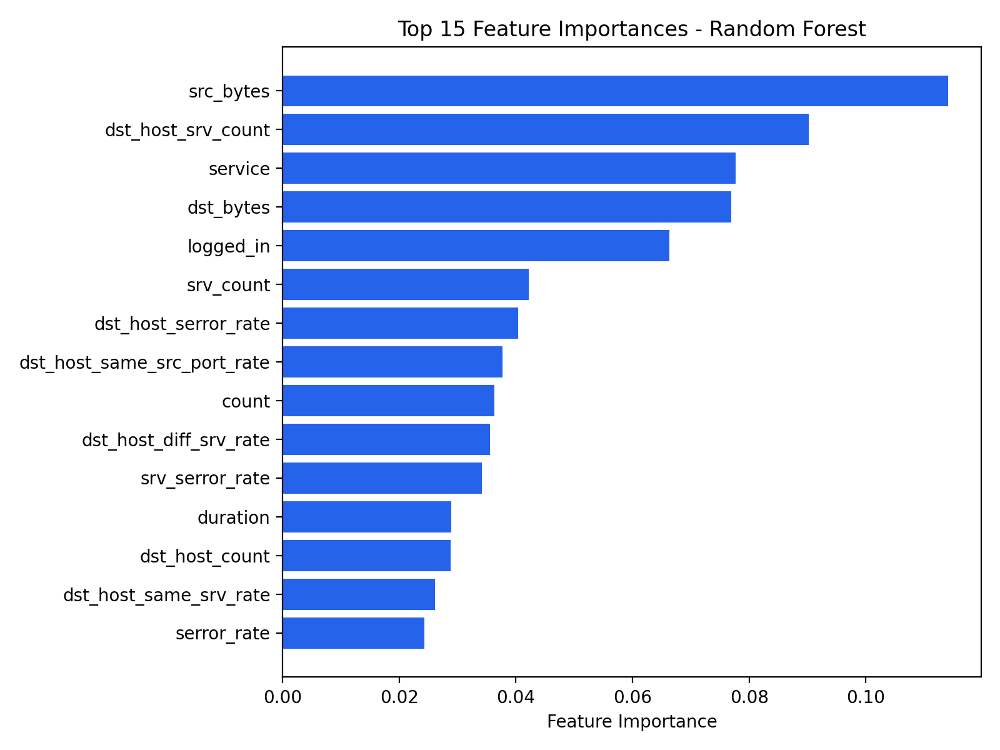 Top 15 Feature Importances - Random Forest
src_bytes
dst_host_srv_count
service
dst_bytes
logged_in
srv_count
dst_host_serror_rate
dst_host_same_src_port_rate
count
dst_host_diff_srv_rate
srv_serror_rate
duration
dst_host_count
dst_host_same_srv_rate
serror_rate
0.00 0.02 0.04 0.06 0.08 0.10
Feature Importance